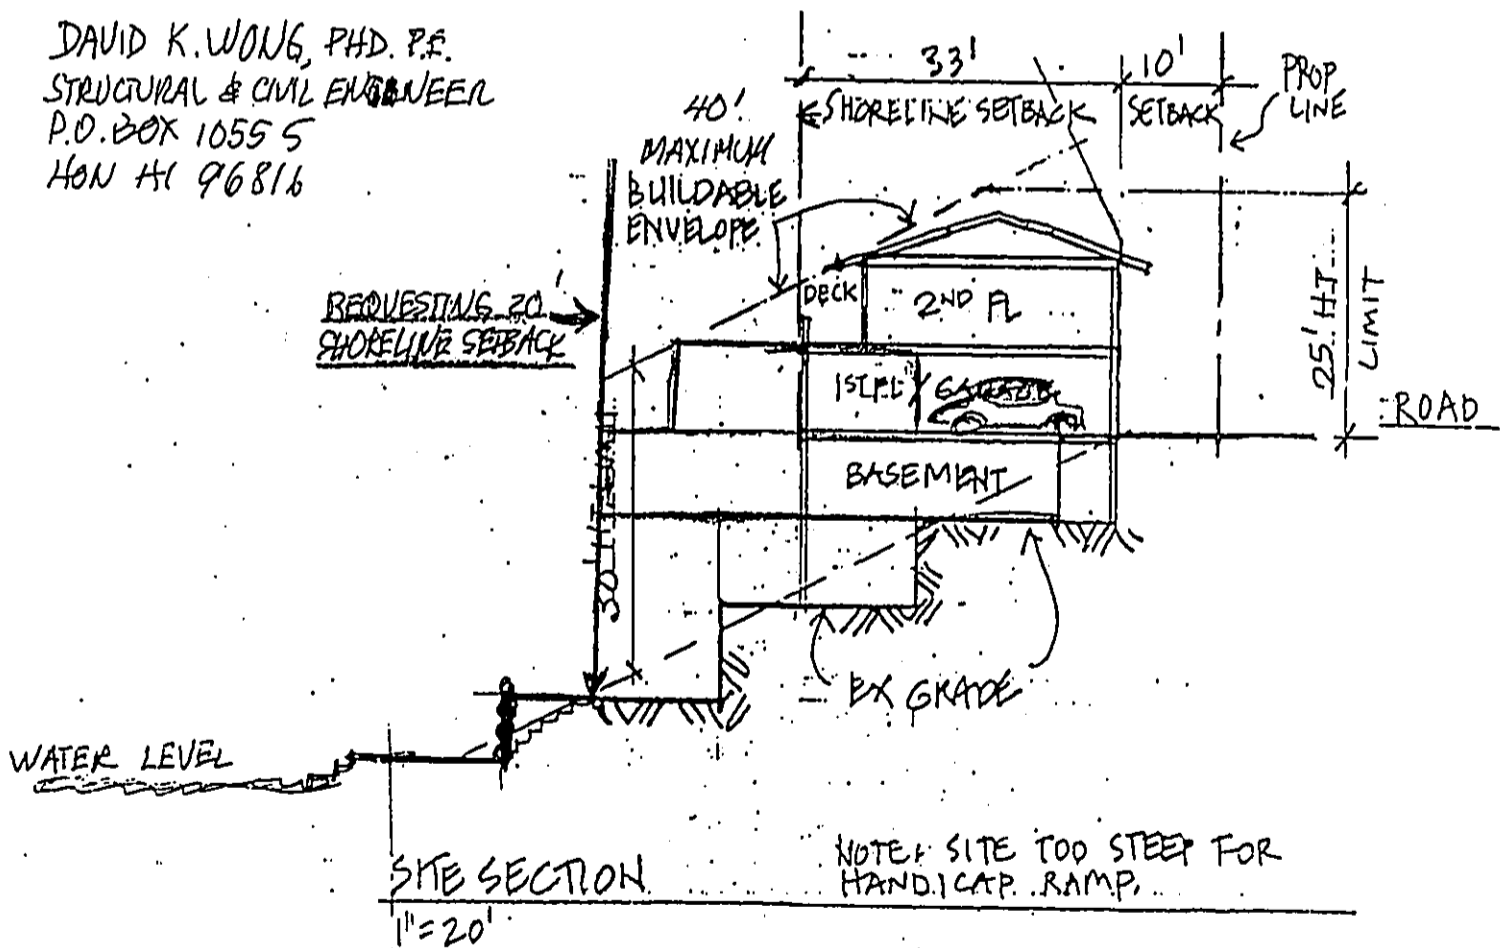 DAVID K. WONG, PHD. P.E.
STRUCTURAL & CIVIL ENGINEER
P.O. BOX 10555
HON HI 96816
33'
10'
PROP
LINE
40'
SHORELINE SETBACK
SETBACK
MAXIMUM
BUILDABLE
ENVELOPE
REQUESTING 20'
SHORELINE SETBACK
DECK
2ND FL
25' HT
LIMIT
1ST FL
ROAD
BASEMENT
30'
EX GRADE
WATER LEVEL
SITE SECTION
1"=20'
NOTE: SITE TOO STEEP FOR
HANDICAP RAMP.